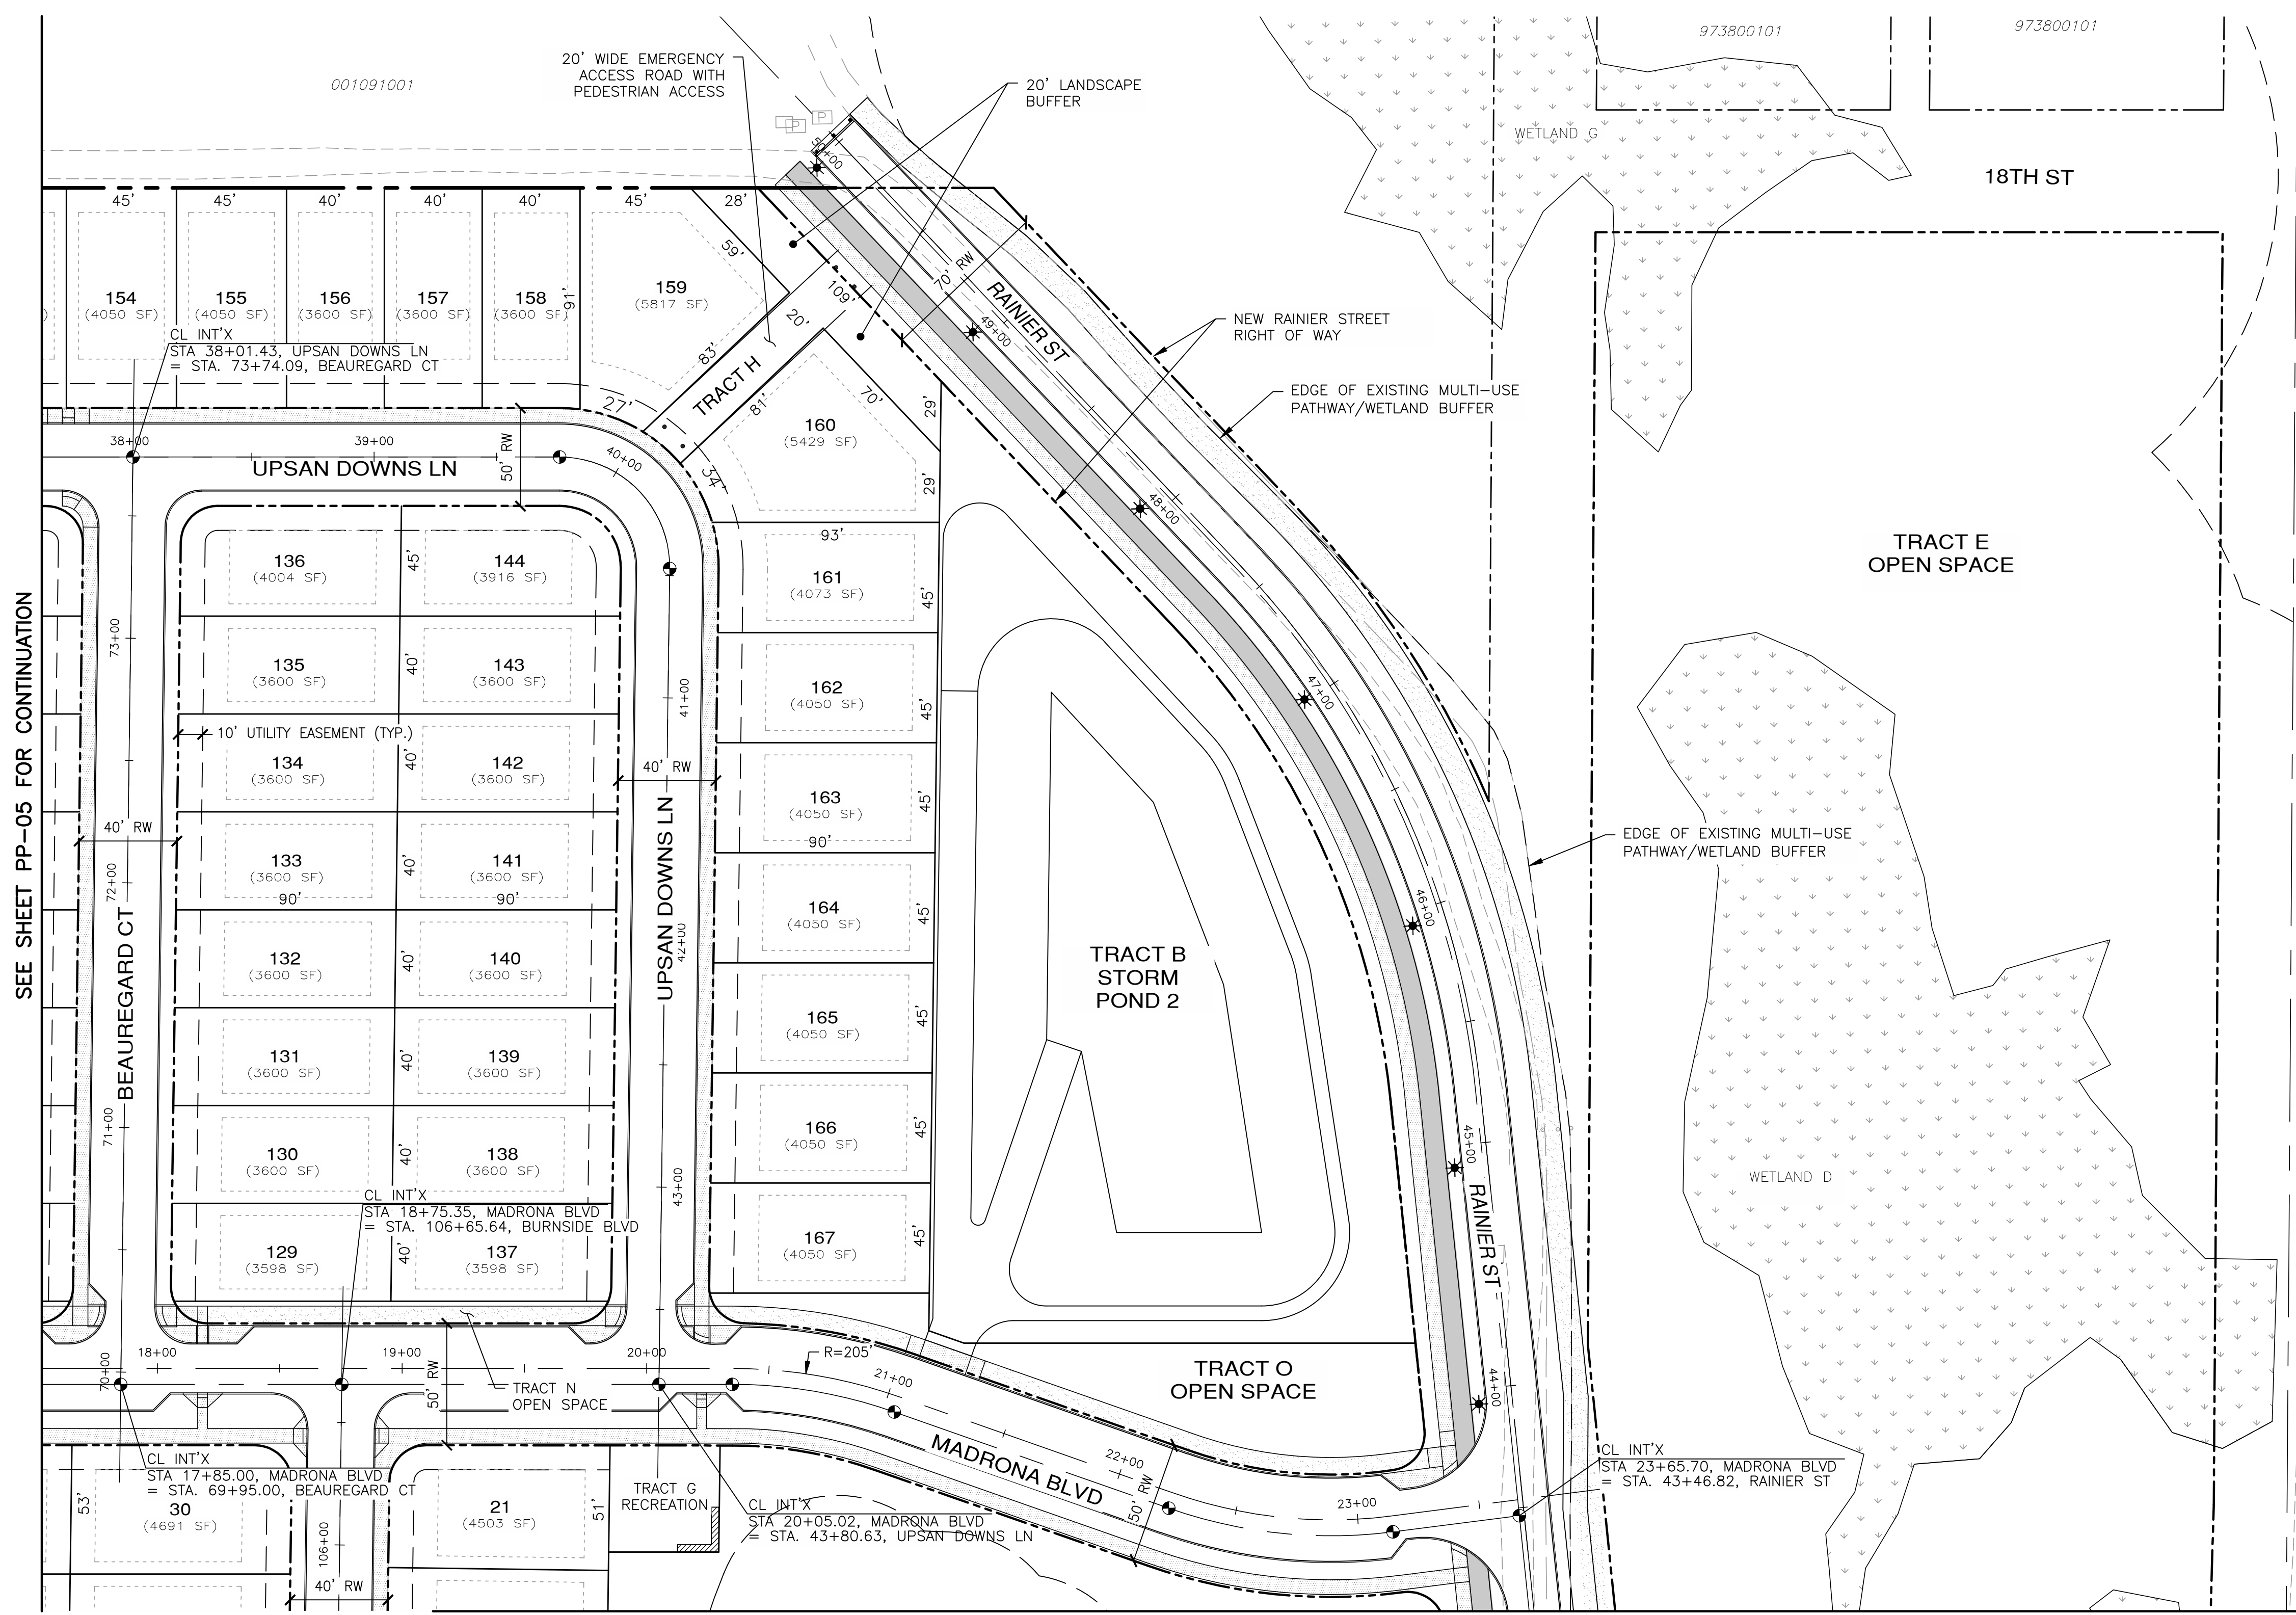 001091001
20' WIDE EMERGENCY
ACCESS ROAD WITH
PEDESTRIAN ACCESS
20' LANDSCAPE
BUFFER
973800101
973800101
WETLAND G
18TH ST
45'
45'
40'
40'
40'
45'
28'
59'
154
(4050 SF)
155
(4050 SF)
156
(3600 SF)
157
(3600 SF)
158
(3600 SF)
91'
159
(5817 SF)
109'
20'
83'
TRACT H
81'
70'
27'
34'
29'
29'
160
(5429 SF)
50+00
P
P
70' RW
RAINIER ST
49+00
NEW RAINIER STREET
RIGHT OF WAY
EDGE OF EXISTING MULTI-USE
PATHWAY/WETLAND BUFFER
CL INT'X
STA 38+01.43, UPSAN DOWNS LN
= STA. 73+74.09, BEAUREGARD CT
38+00
39+00
40+00
UPSAN DOWNS LN
50' RW
48+00
47+00
46+00
45+00
44+00
TRACT E
OPEN SPACE
SEE SHEET PP-05 FOR CONTINUATION
73+00
72+00
71+00
70+00
BEAUREGARD CT
40' RW
136
(4004 SF)
45'
144
(3916 SF)
135
(3600 SF)
40'
143
(3600 SF)
10' UTILITY EASEMENT (TYP.)
134
(3600 SF)
40'
142
(3600 SF)
133
(3600 SF)
90'
40'
141
(3600 SF)
90'
132
(3600 SF)
40'
140
(3600 SF)
131
(3600 SF)
40'
139
(3600 SF)
130
(3600 SF)
40'
138
(3600 SF)
CL INT'X
STA 18+75.35, MADRONA BLVD
= STA. 106+65.64, BURNSIDE BLVD
129
(3598 SF)
40'
137
(3598 SF)
41+00
40' RW
UPSAN DOWNS LN
42+00
43+00
93'
161
(4073 SF)
45'
162
(4050 SF)
45'
163
(4050 SF)
45'
90'
164
(4050 SF)
45'
165
(4050 SF)
45'
166
(4050 SF)
45'
167
(4050 SF)
45'
TRACT B
STORM
POND 2
EDGE OF EXISTING MULTI-USE
PATHWAY/WETLAND BUFFER
WETLAND D
RAINIER ST
18+00
19+00
20+00
R=205'
21+00
50' RW
TRACT N
OPEN SPACE
TRACT O
OPEN SPACE
MADRONA BLVD
22+00
50' RW
23+00
CL INT'X
STA 23+65.70, MADRONA BLVD
= STA. 43+46.82, RAINIER ST
CL INT'X
STA 17+85.00, MADRONA BLVD
= STA. 69+95.00, BEAUREGARD CT
53'
30
(4691 SF)
106+00
40' RW
21
(4503 SF)
51'
TRACT G
RECREATION
CL INT'X
STA 20+05.02, MADRONA BLVD
= STA. 43+80.63, UPSAN DOWNS LN